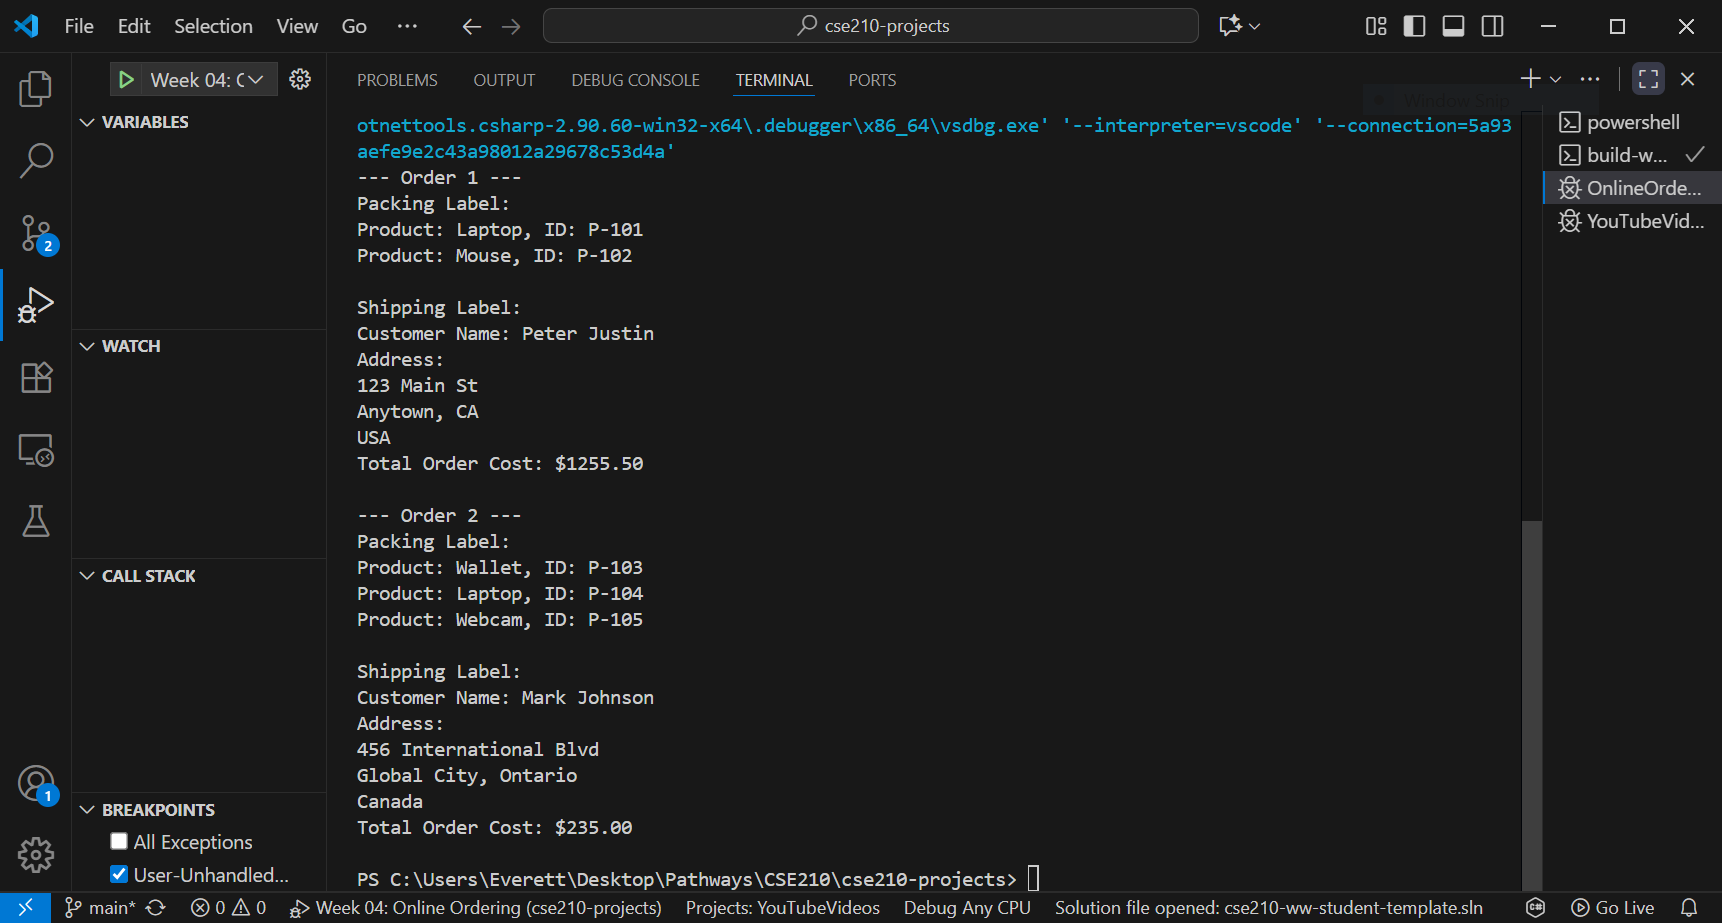 File Edit Selection View Go ··· cse210-projects
Week 04: C
PROBLEMS OUTPUT DEBUG CONSOLE TERMINAL PORTS
VARIABLES
WATCH
CALL STACK
BREAKPOINTS
All Exceptions
User-Unhandled...
2
1
otnettools.csharp-2.90.60-win32-x64\.debugger\x86_64\vsdbg.exe' '--interpreter=vscode' '--connection=5a93
aefe9e2c43a98012a29678c53d4a'
--- Order 1 ---
Packing Label:
Product: Laptop, ID: P-101
Product: Mouse, ID: P-102
Shipping Label:
Customer Name: Peter Justin
Address:
123 Main St
Anytown, CA
USA
Total Order Cost: $1255.50
--- Order 2 ---
Packing Label:
Product: Wallet, ID: P-103
Product: Laptop, ID: P-104
Product: Webcam, ID: P-105
Shipping Label:
Customer Name: Mark Johnson
Address:
456 International Blvd
Global City, Ontario
Canada
Total Order Cost: $235.00
PS C:\Users\Everett\Desktop\Pathways\CSE210\cse210-projects>
Window Snip
powershell
build-w...
OnlineOrde...
YouTubeVid...
main* 0 0 Week 04: Online Ordering (cse210-projects) Projects: YouTubeVideos Debug Any CPU Solution file opened: cse210-ww-student-template.sln Go Live